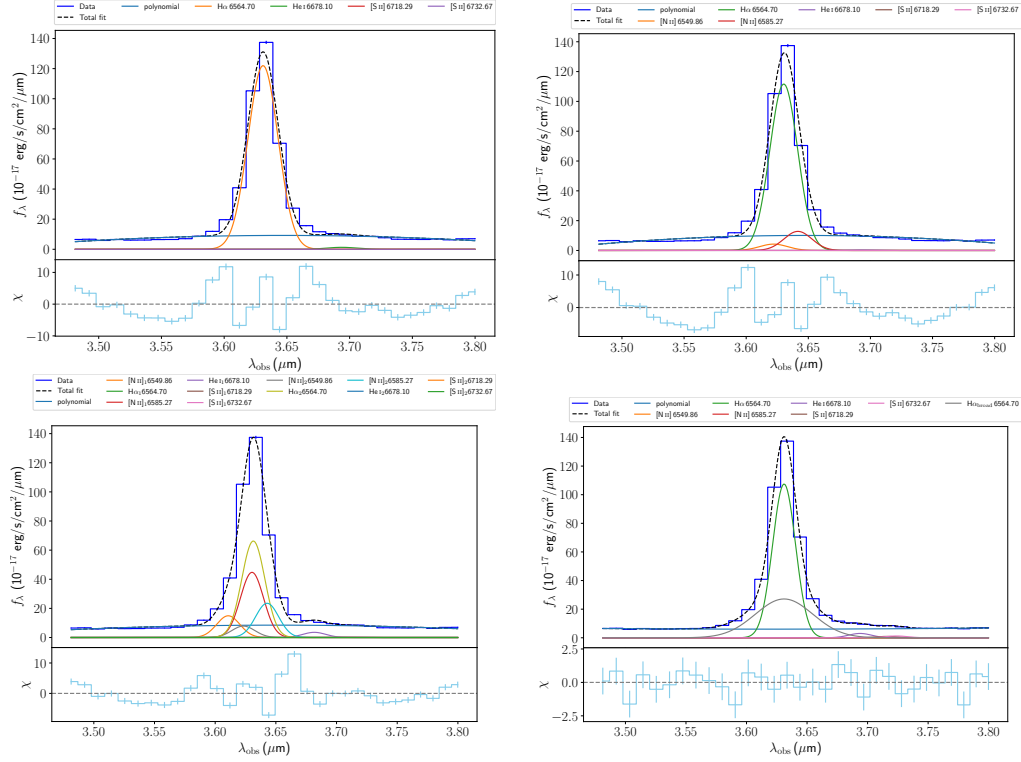 Data polynomial Hα 6564.70 He I 6678.10 [S II] 6718.29 [S II] 6732.67
Total fit
140
120
100
80
60
40
20
0
f_λ (10⁻¹⁷ erg/s/cm²/μm)
10
0
−10
χ
3.50 3.55 3.60 3.65 3.70 3.75 3.80
λ_obs (μm)
Data polynomial Hα 6564.70 He I 6678.10 [S II] 6718.29 [S II] 6732.67
Total fit [N II] 6549.86 [N II] 6585.27
140
120
100
80
60
40
20
0
f_λ (10⁻¹⁷ erg/s/cm²/μm)
10
0
χ
3.50 3.55 3.60 3.65 3.70 3.75 3.80
λ_obs (μm)
Data [N II]₁ 6549.86 He I₁ 6678.10 [N II]₂ 6549.86 [N II]₂ 6585.27 [S II]₂ 6718.29
Total fit Hα₁ 6564.70 [S II]₁ 6718.29 Hα₂ 6564.70 He I₂ 6678.10 [S II]₂ 6732.67
polynomial [N II]₁ 6585.27 [S II]₁ 6732.67
140
120
100
80
60
40
20
0
f_λ (10⁻¹⁷ erg/s/cm²/μm)
10
0
χ
3.50 3.55 3.60 3.65 3.70 3.75 3.80
λ_obs (μm)
Data polynomial Hα 6564.70 He I 6678.10 [S II] 6732.67 Hα_broad 6564.70
Total fit [N II] 6549.86 [N II] 6585.27 [S II] 6718.29
140
120
100
80
60
40
20
0
f_λ (10⁻¹⁷ erg/s/cm²/μm)
2.5
0.0
−2.5
χ
3.50 3.55 3.60 3.65 3.70 3.75 3.80
λ_obs (μm)